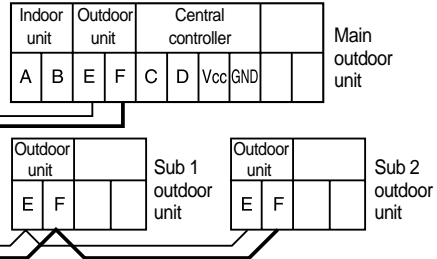 Indoor unit Outdoor unit Central controller
A B E F C D Vcc GND
Main outdoor unit
Outdoor unit
E F
Sub 1 outdoor unit
Outdoor unit
E F
Sub 2 outdoor unit